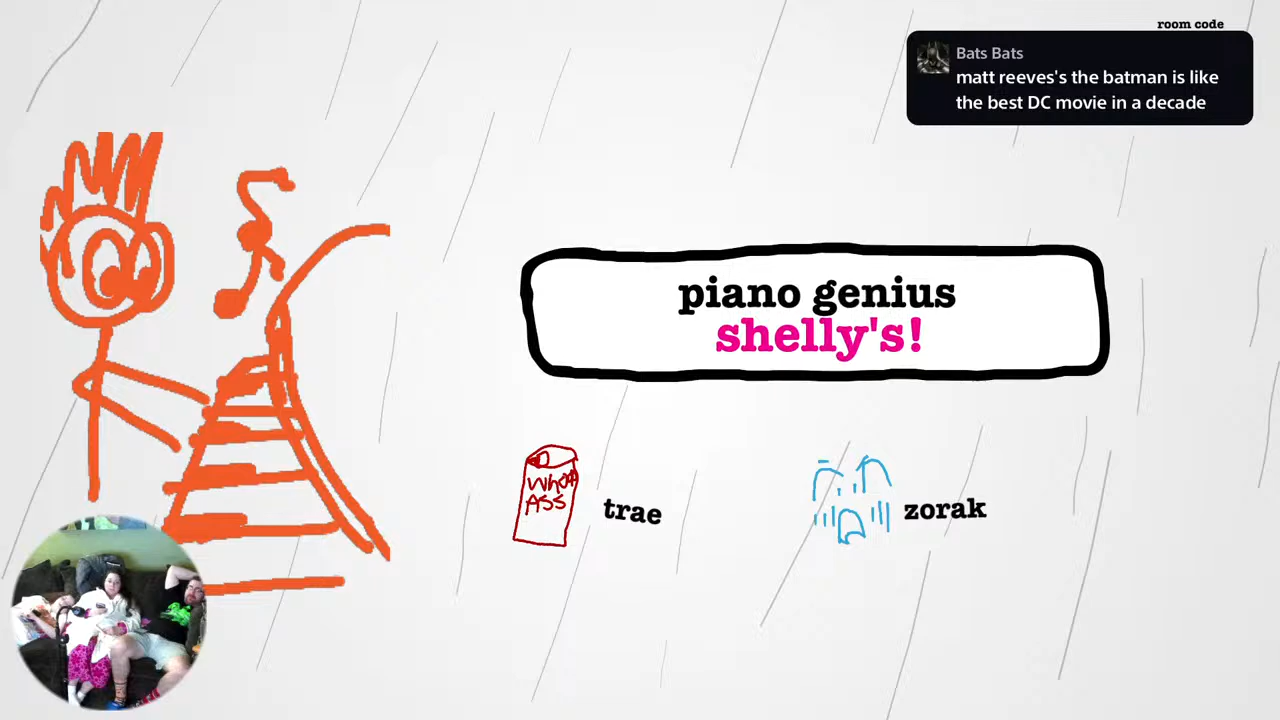 room code
Bats Bats
matt reeves's the batman is like
the best DC movie in a decade
piano genius
shelly's!
WhoA
ASS
trae
zorak